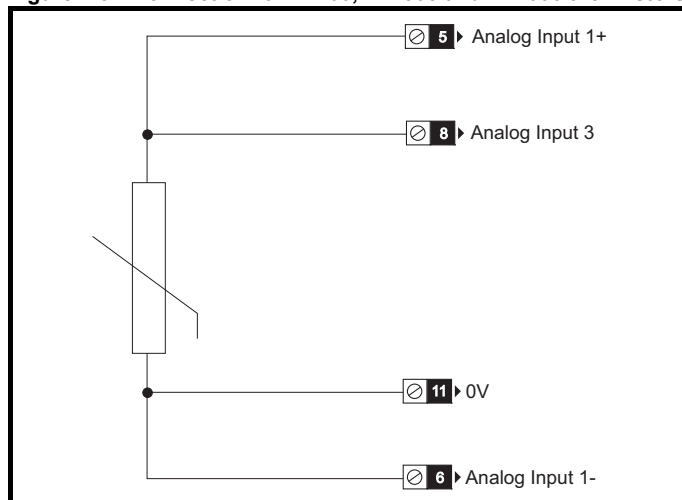 5 Analog Input 1+
8 Analog Input 3
11 0V
6 Analog Input 1-